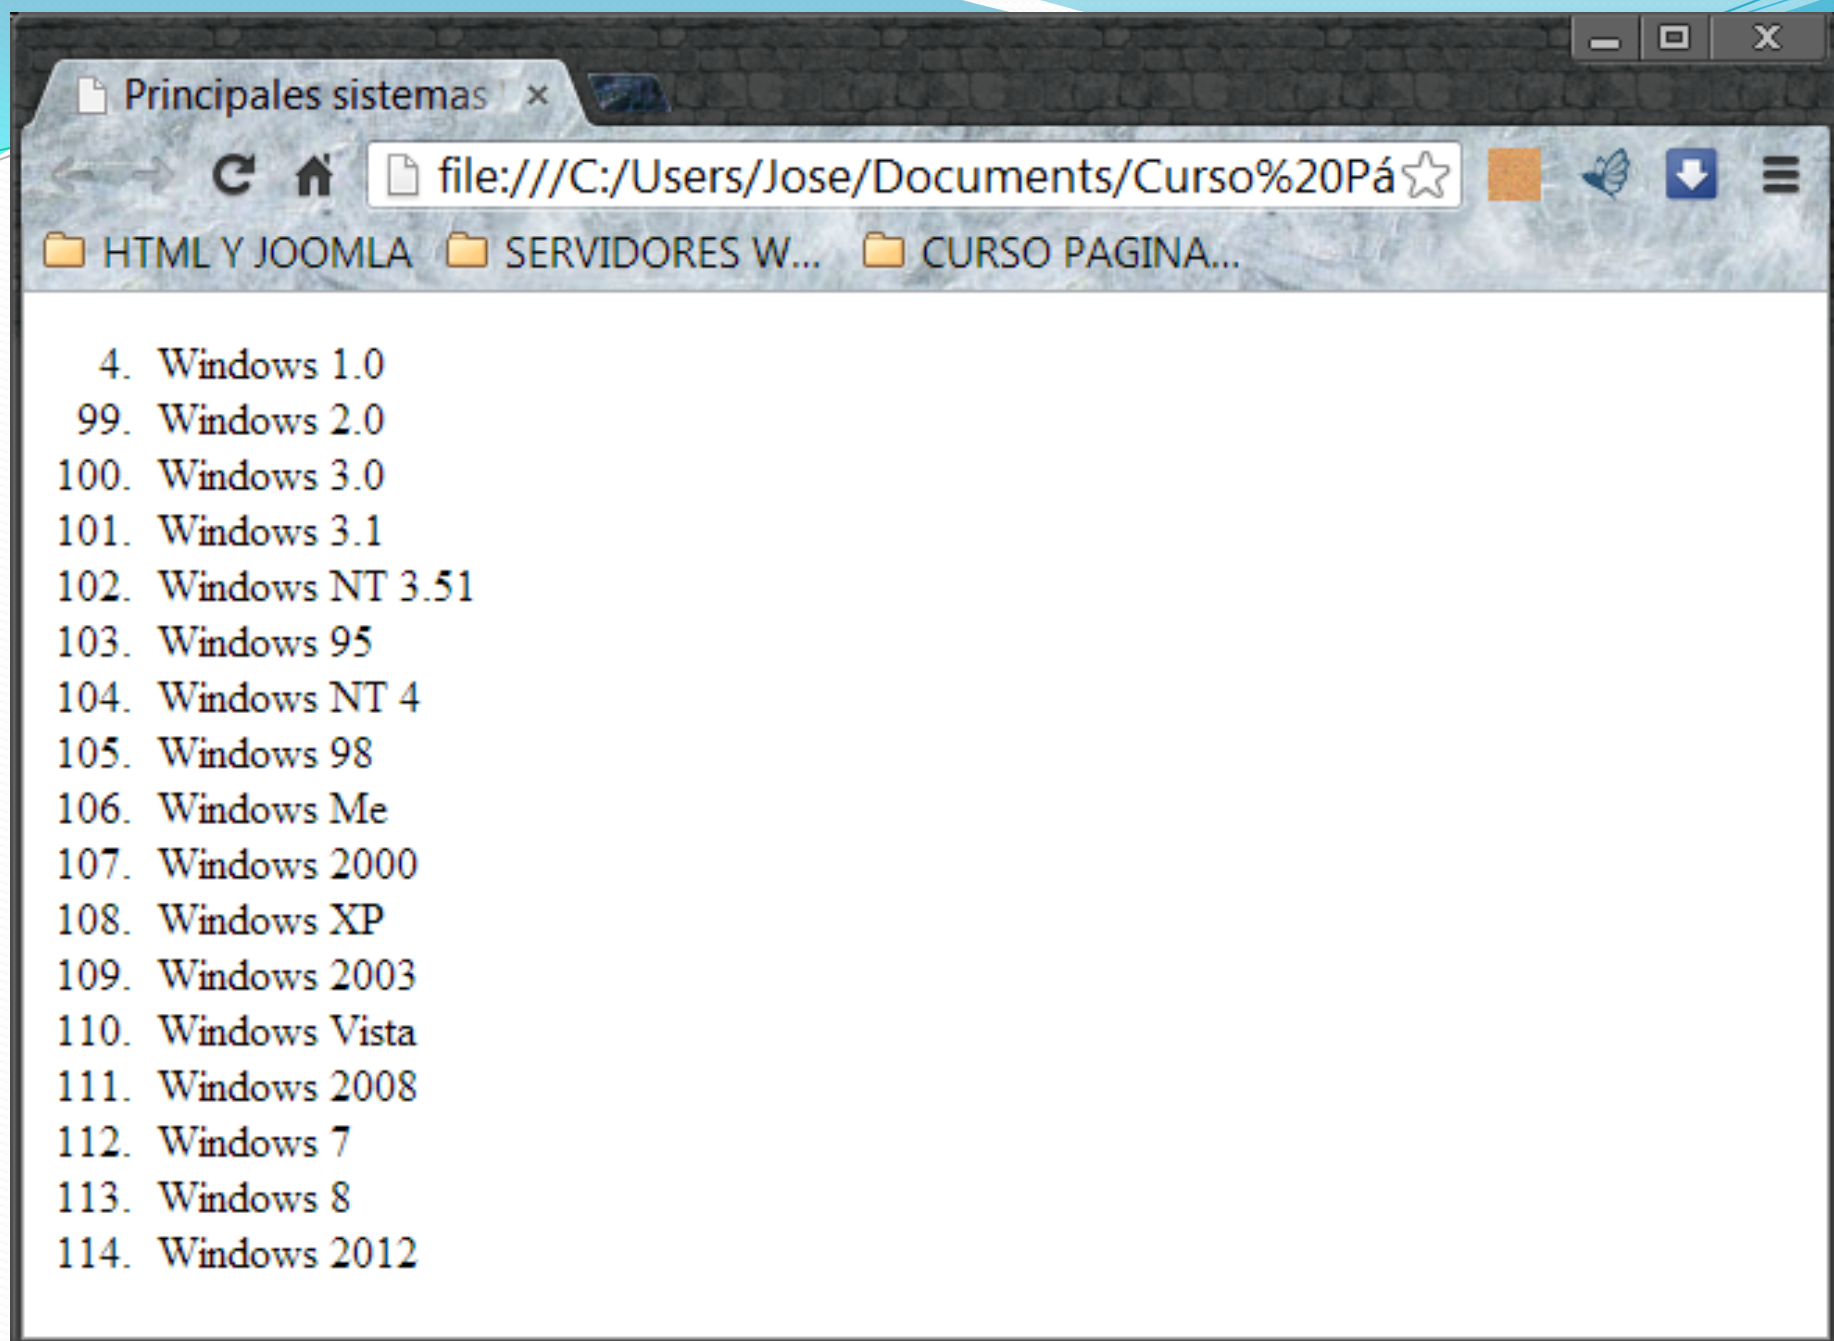 Principales sistemas
file:///C:/Users/Jose/Documents/Curso%20Pá
HTML Y JOOMLA SERVIDORES W... CURSO PAGINA...
4. Windows 1.0
99. Windows 2.0
100. Windows 3.0
101. Windows 3.1
102. Windows NT 3.51
103. Windows 95
104. Windows NT 4
105. Windows 98
106. Windows Me
107. Windows 2000
108. Windows XP
109. Windows 2003
110. Windows Vista
111. Windows 2008
112. Windows 7
113. Windows 8
114. Windows 2012